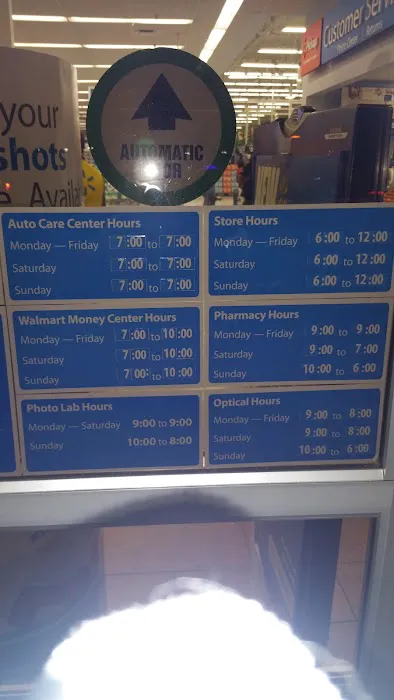 Customer Serv
your
shots
Availa
AUTOMATIC
Auto Care Center Hours
Monday — Friday 7:00 to 7:00
Saturday 7:00 to 7:00
Sunday 7:00 to 7:00
Store Hours
Monday — Friday 6:00 to 12:00
Saturday 6:00 to 12:00
Sunday 6:00 to 12:00
Walmart Money Center Hours
Monday — Friday 7:00 to 10:00
Saturday 7:00 to 10:00
Sunday 7:00 to 10:00
Pharmacy Hours
Monday — Friday 9:00 to 9:00
Saturday 9:00 to 7:00
Sunday 10:00 to 6:00
Photo Lab Hours
Monday — Saturday 9:00 to 9:00
Sunday 10:00 to 8:00
Optical Hours
Monday — Friday 9:00 to 8:00
Saturday 9:00 to 8:00
Sunday 10:00 to 6:00